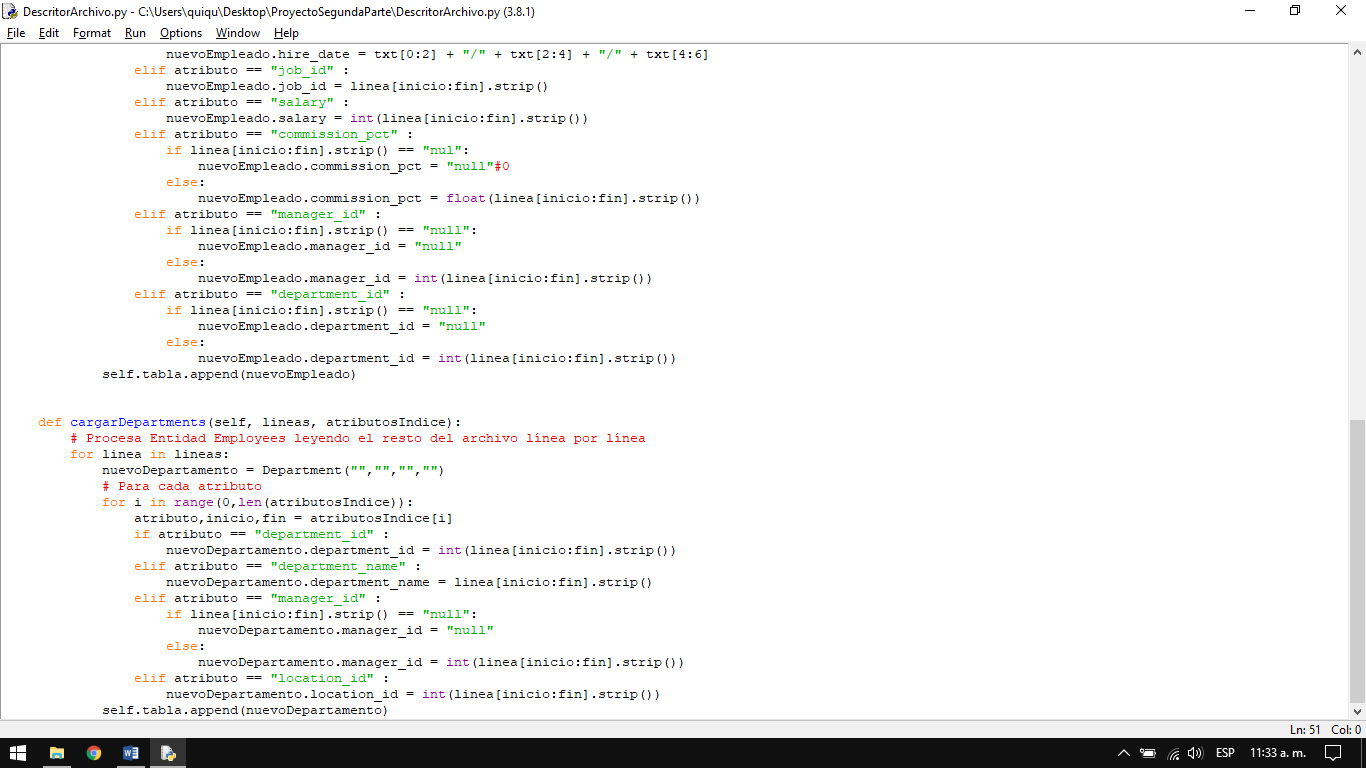 DescritorArchivo.py - C:\Users\quiqu\Desktop\ProyectoSegundaParte\DescritorArchivo.py (3.8.1)
File Edit Format Run Options Window Help
            nuevoEmpleado.hire_date = txt[0:2] + "/" + txt[2:4] + "/" + txt[4:6]
        elif atributo == "job_id" :
            nuevoEmpleado.job_id = linea[inicio:fin].strip()
        elif atributo == "salary" :
            nuevoEmpleado.salary = int(linea[inicio:fin].strip())
        elif atributo == "commission_pct" :
            if linea[inicio:fin].strip() == "nul":
                nuevoEmpleado.commission_pct = "null"#0
            else:
                nuevoEmpleado.commission_pct = float(linea[inicio:fin].strip())
        elif atributo == "manager_id" :
            if linea[inicio:fin].strip() == "null":
                nuevoEmpleado.manager_id = "null"
            else:
                nuevoEmpleado.manager_id = int(linea[inicio:fin].strip())
        elif atributo == "department_id" :
            if linea[inicio:fin].strip() == "null":
                nuevoEmpleado.department_id = "null"
            else:
                nuevoEmpleado.department_id = int(linea[inicio:fin].strip())
    self.tabla.append(nuevoEmpleado)
def cargarDepartments(self, lineas, atributosIndice):
    # Procesa Entidad Employees leyendo el resto del archivo línea por línea
    for linea in lineas:
        nuevoDepartamento = Department("","","","")
        # Para cada atributo
        for i in range(0,len(atributosIndice)):
            atributo,inicio,fin = atributosIndice[i]
            if atributo == "department_id" :
                nuevoDepartamento.department_id = int(linea[inicio:fin].strip())
            elif atributo == "department_name" :
                nuevoDepartamento.department_name = linea[inicio:fin].strip()
            elif atributo == "manager_id" :
                if linea[inicio:fin].strip() == "null":
                    nuevoDepartamento.manager_id = "null"
                else:
                    nuevoDepartamento.manager_id = int(linea[inicio:fin].strip())
            elif atributo == "location_id" :
                nuevoDepartamento.location_id = int(linea[inicio:fin].strip())
        self.tabla.append(nuevoDepartamento)
Ln: 51 Col: 0
ESP 11:33 a. m.